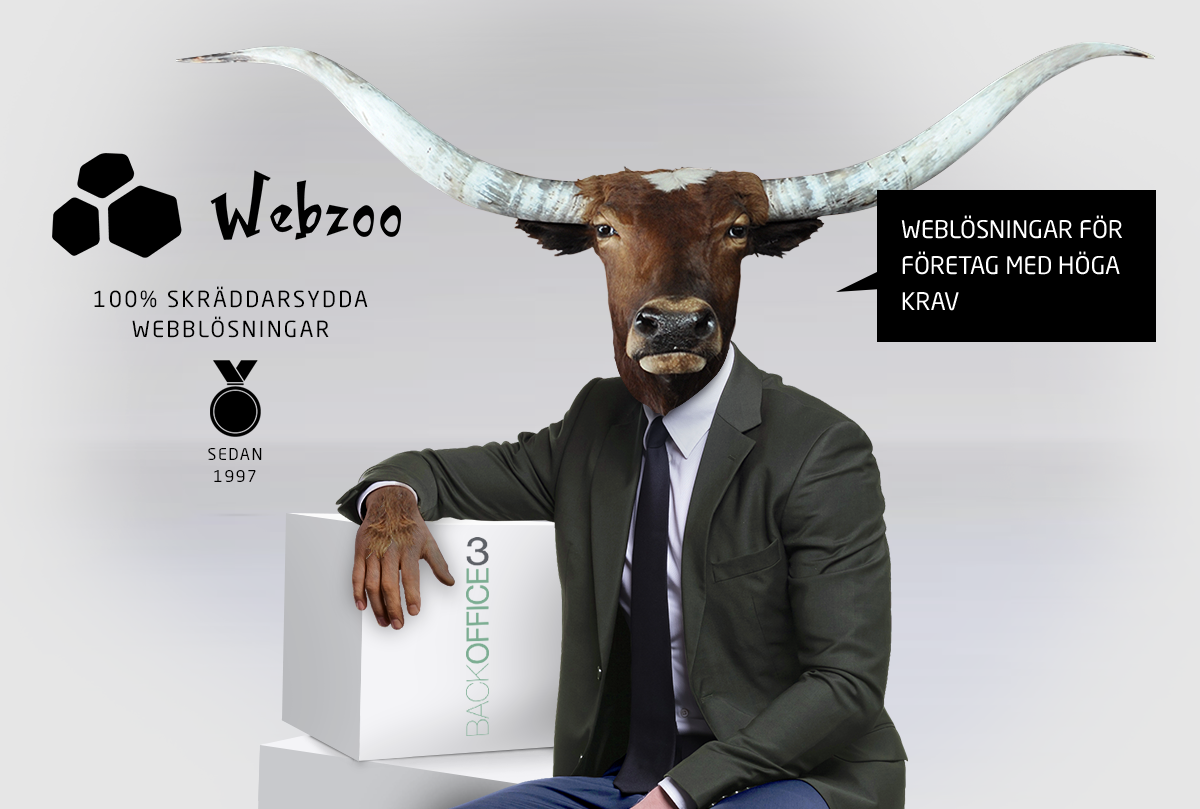 Webzoo
100% SKRÄDDARSYDDA
WEBBLÖSNINGAR
SEDAN
1997
WEBLÖSNINGAR FÖR
FÖRETAG MED HÖGA
KRAV
BACKOFFICE3